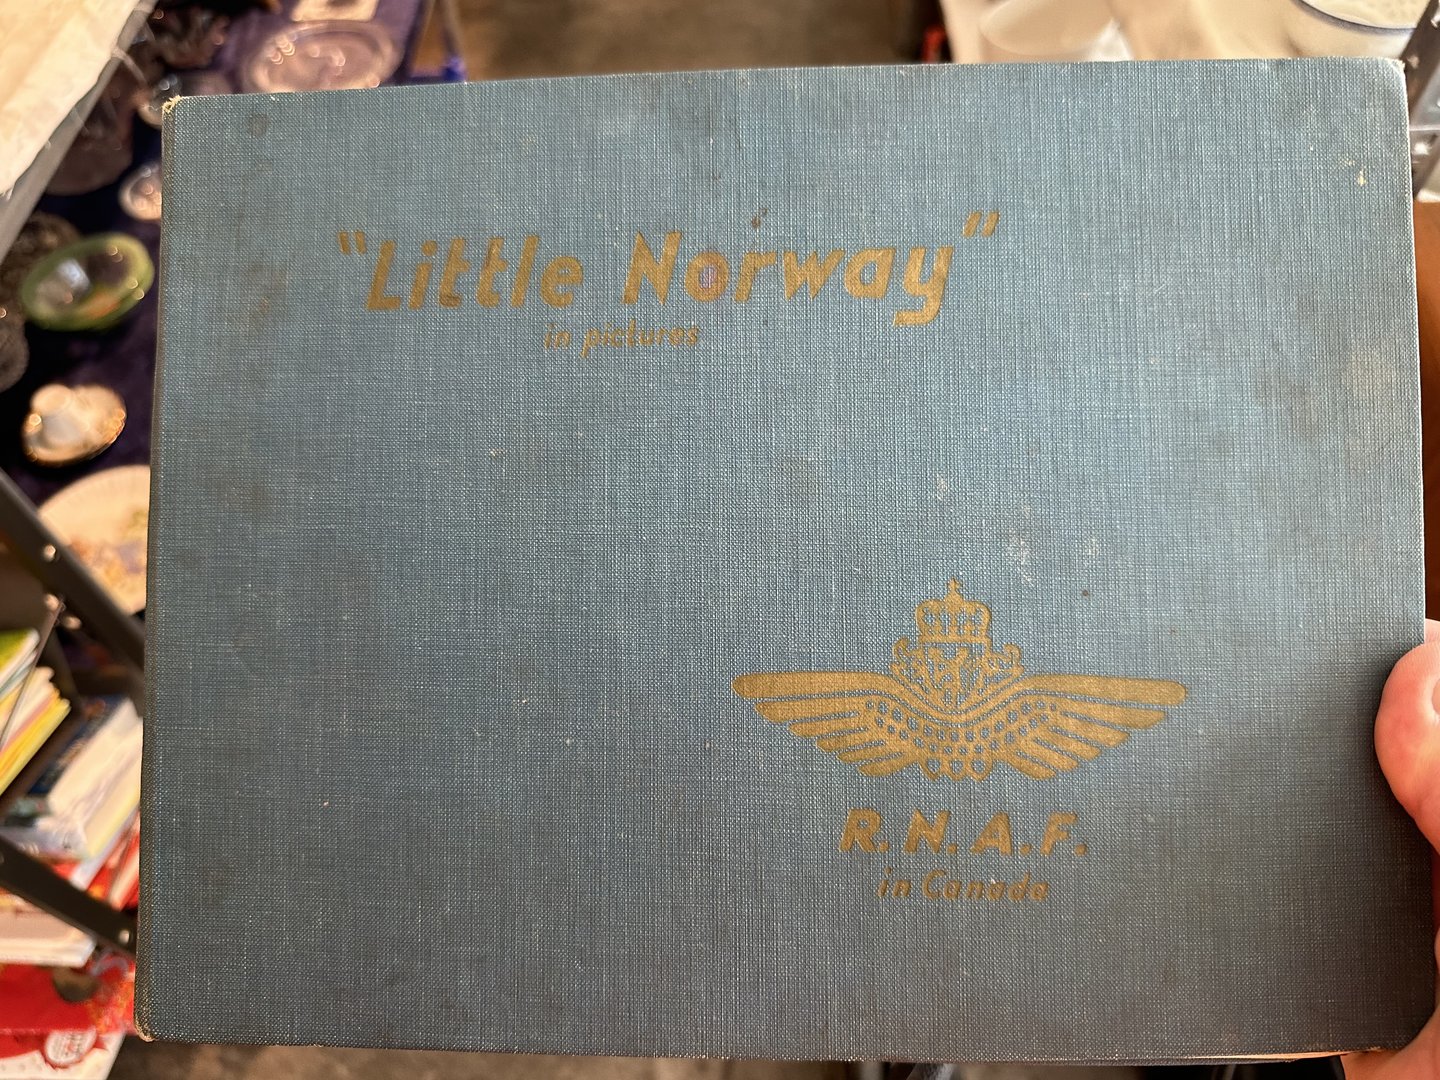 "Little Norway"
in pictures
R.N.A.F.
in Canada